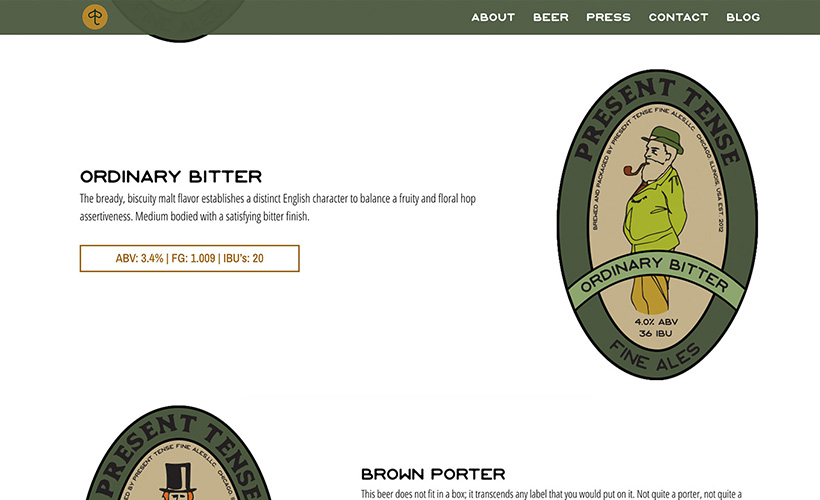 ABOUT BEER PRESS CONTACT BLOG
PRESENT TENSE
BREWED AND PACKAGED BY PRESENT TENSE FINE ALES LLC. CHICAGO, ILLINOIS, USA EST. 2012
ORDINARY BITTER
4.0% ABV
36 IBU
FINE ALES
ORDINARY BITTER
The bready, biscuity malt flavor establishes a distinct English character to balance a fruity and floral hop
assertiveness. Medium bodied with a satisfying bitter finish.
ABV: 3.4% | FG: 1.009 | IBU's: 20
PRESENT TENSE
BY PRESENT TENSE FINE ALES LLC. CHICAGO,
BROWN PORTER
This beer does not fit in a box; it transcends any label that you would put on it. Not quite a porter, not quite a